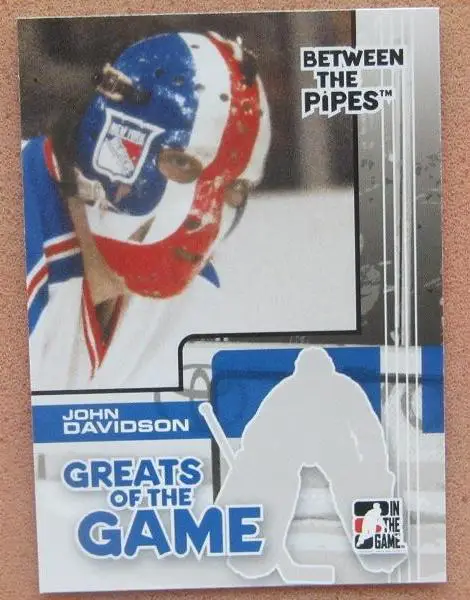 BETWEEN
THE
PIPES™
NEW YORK
JOHN
DAVIDSON
GREATS
OF THE
GAME
IN
THE
GAME